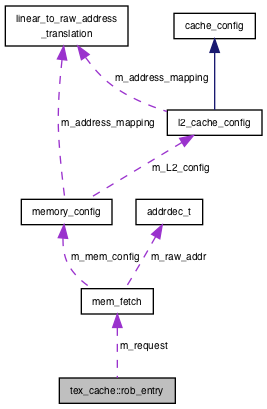 linear_to_raw_address
_translation
cache_config
m_address_mapping
l2_cache_config
m_address_mapping
m_L2_config
memory_config
addrdec_t
m_mem_config
m_raw_addr
mem_fetch
m_request
tex_cache::rob_entry